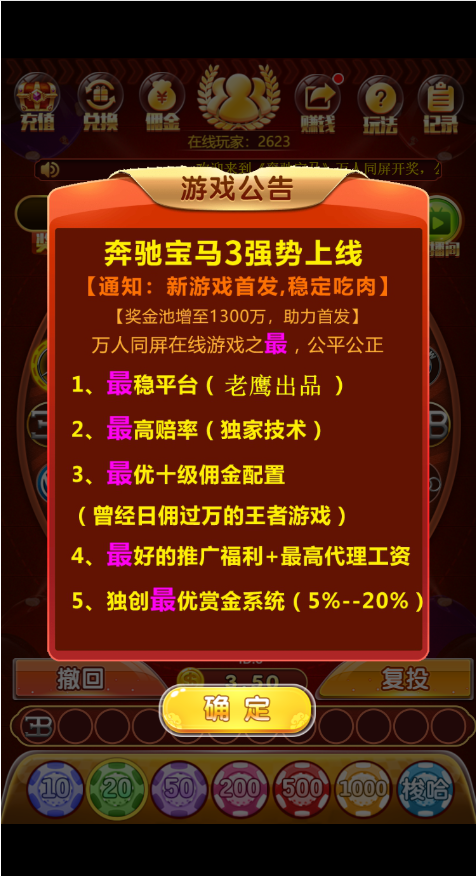 充值
兑换
佣金
赚钱
玩法
记录
在线玩家：2623
游戏公告
奔驰宝马3强势上线
【通知：新游戏首发,稳定吃肉】
【奖金池增至1300万，助力首发】
万人同屏在线游戏之最，公平公正
1、最稳平台（ 老鹰出品 ）
2、最高赔率（独家技术）
3、最优十级佣金配置
（曾经日佣过万的王者游戏）
4、最好的推广福利+最高代理工资
5、独创最优赏金系统（5%--20%）
撤回
3.50
复投
确定
10
20
50
200
500
1000
梭哈